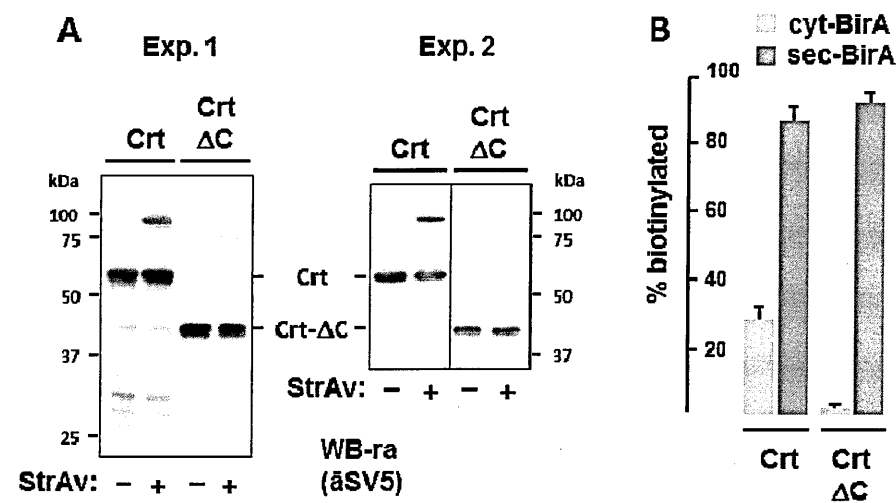 A
Exp. 1
Exp. 2
B
cyt-BirA
sec-BirA
Crt
Crt
ΔC
Crt
Crt
ΔC
kDa
100
75
50
37
25
Crt
Crt-ΔC
kDa
100
75
50
37
StrAv: – + – +
StrAv: – + – +
WB-ra
(āSV5)
% biotinylated
100
80
60
40
20
Crt
Crt
ΔC